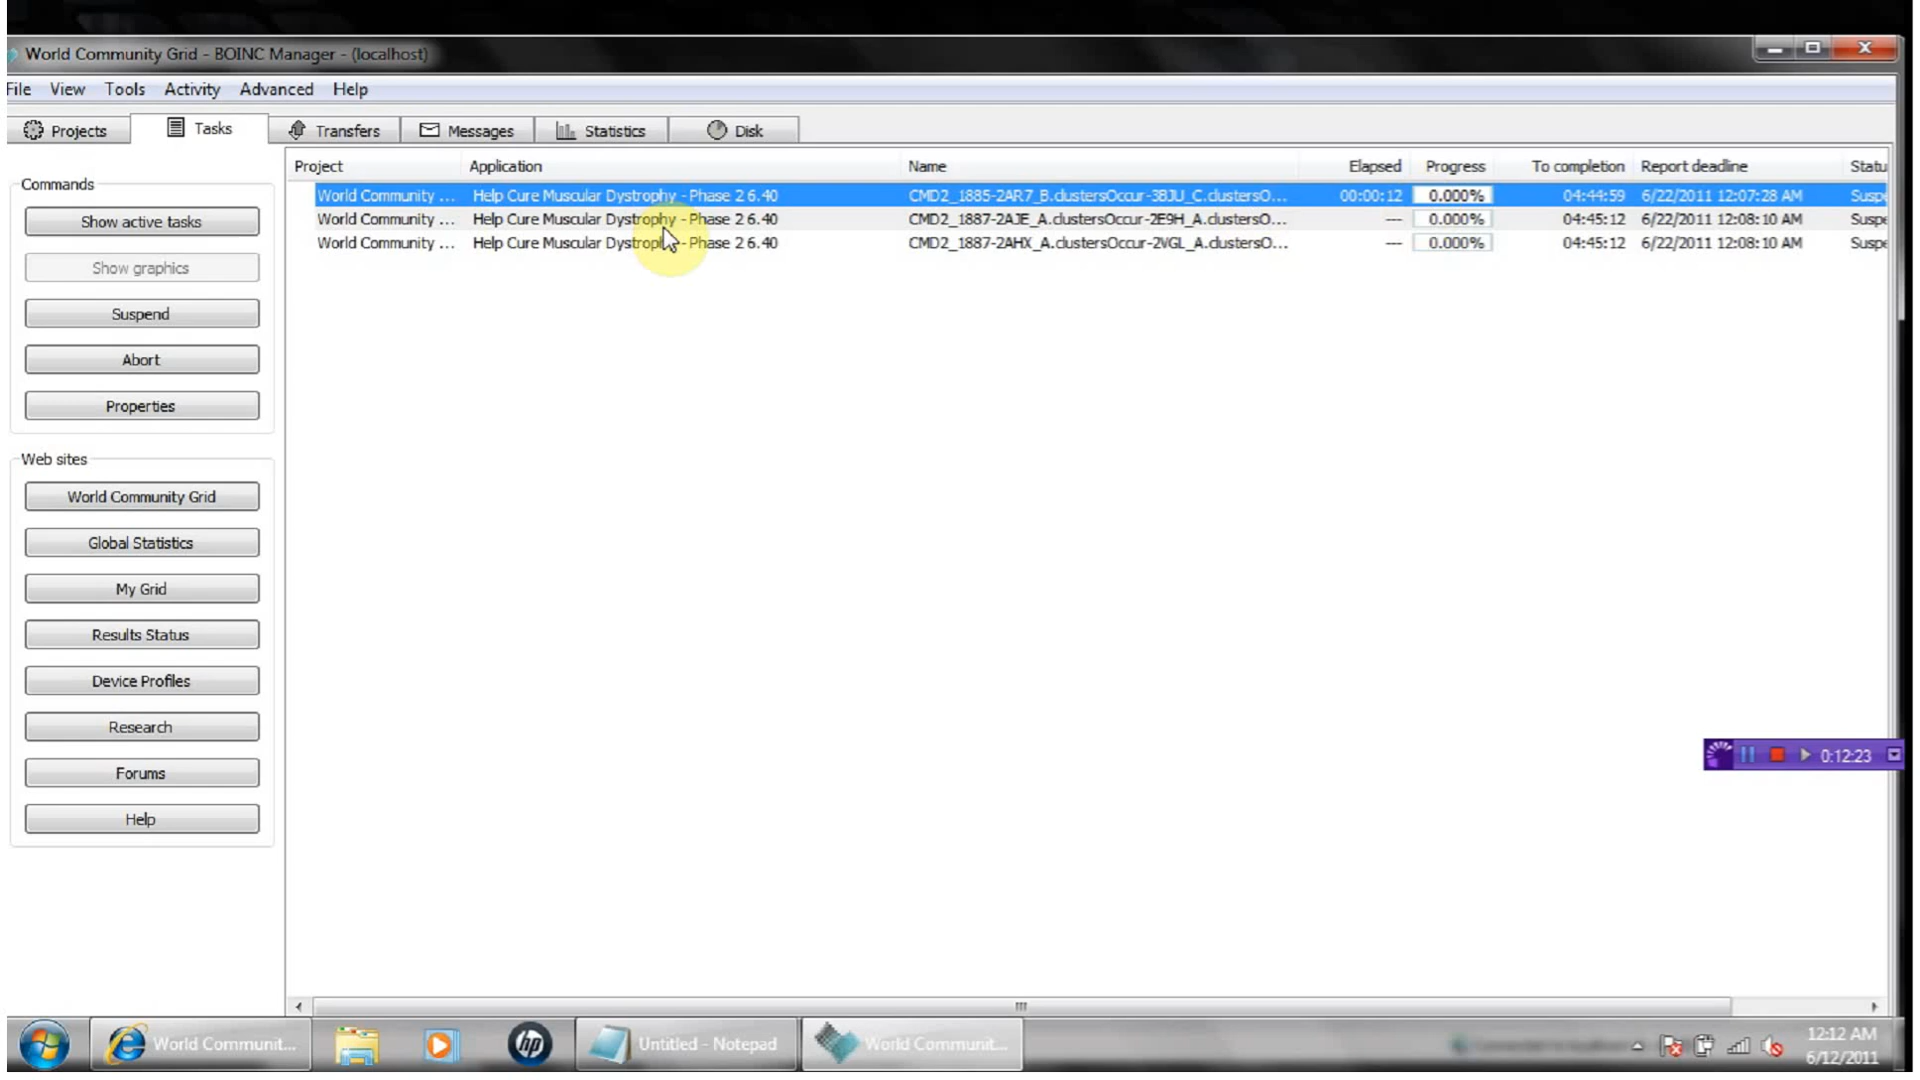 World Community Grid - BOINC Manager - (localhost)
File View Tools Activity Advanced Help
Projects Tasks Transfers Messages Statistics Disk
Project Application Name Elapsed Progress To completion Report deadline Statu
World Community ... Help Cure Muscular Dystrophy - Phase 2 6.40 CMD2_1885-2AR7_B.clustersOccur-3BJU_C.clustersO... 00:00:12 0.000% 04:44:59 6/22/2011 12:07:28 AM Suspe
World Community ... Help Cure Muscular Dystrophy - Phase 2 6.40 CMD2_1887-2AJE_A.clustersOccur-2E9H_A.clustersO... --- 0.000% 04:45:12 6/22/2011 12:08:10 AM Suspe
World Community ... Help Cure Muscular Dystrophy - Phase 2 6.40 CMD2_1887-2AHX_A.clustersOccur-2VGL_A.clustersO... --- 0.000% 04:45:12 6/22/2011 12:08:10 AM Suspe
Commands
Show active tasks
Show graphics
Suspend
Abort
Properties
Web sites
World Community Grid
Global Statistics
My Grid
Results Status
Device Profiles
Research
Forums
Help
0:12:23
World Communit... hp Untitled - Notepad World Communit...
12:12 AM
6/12/2011